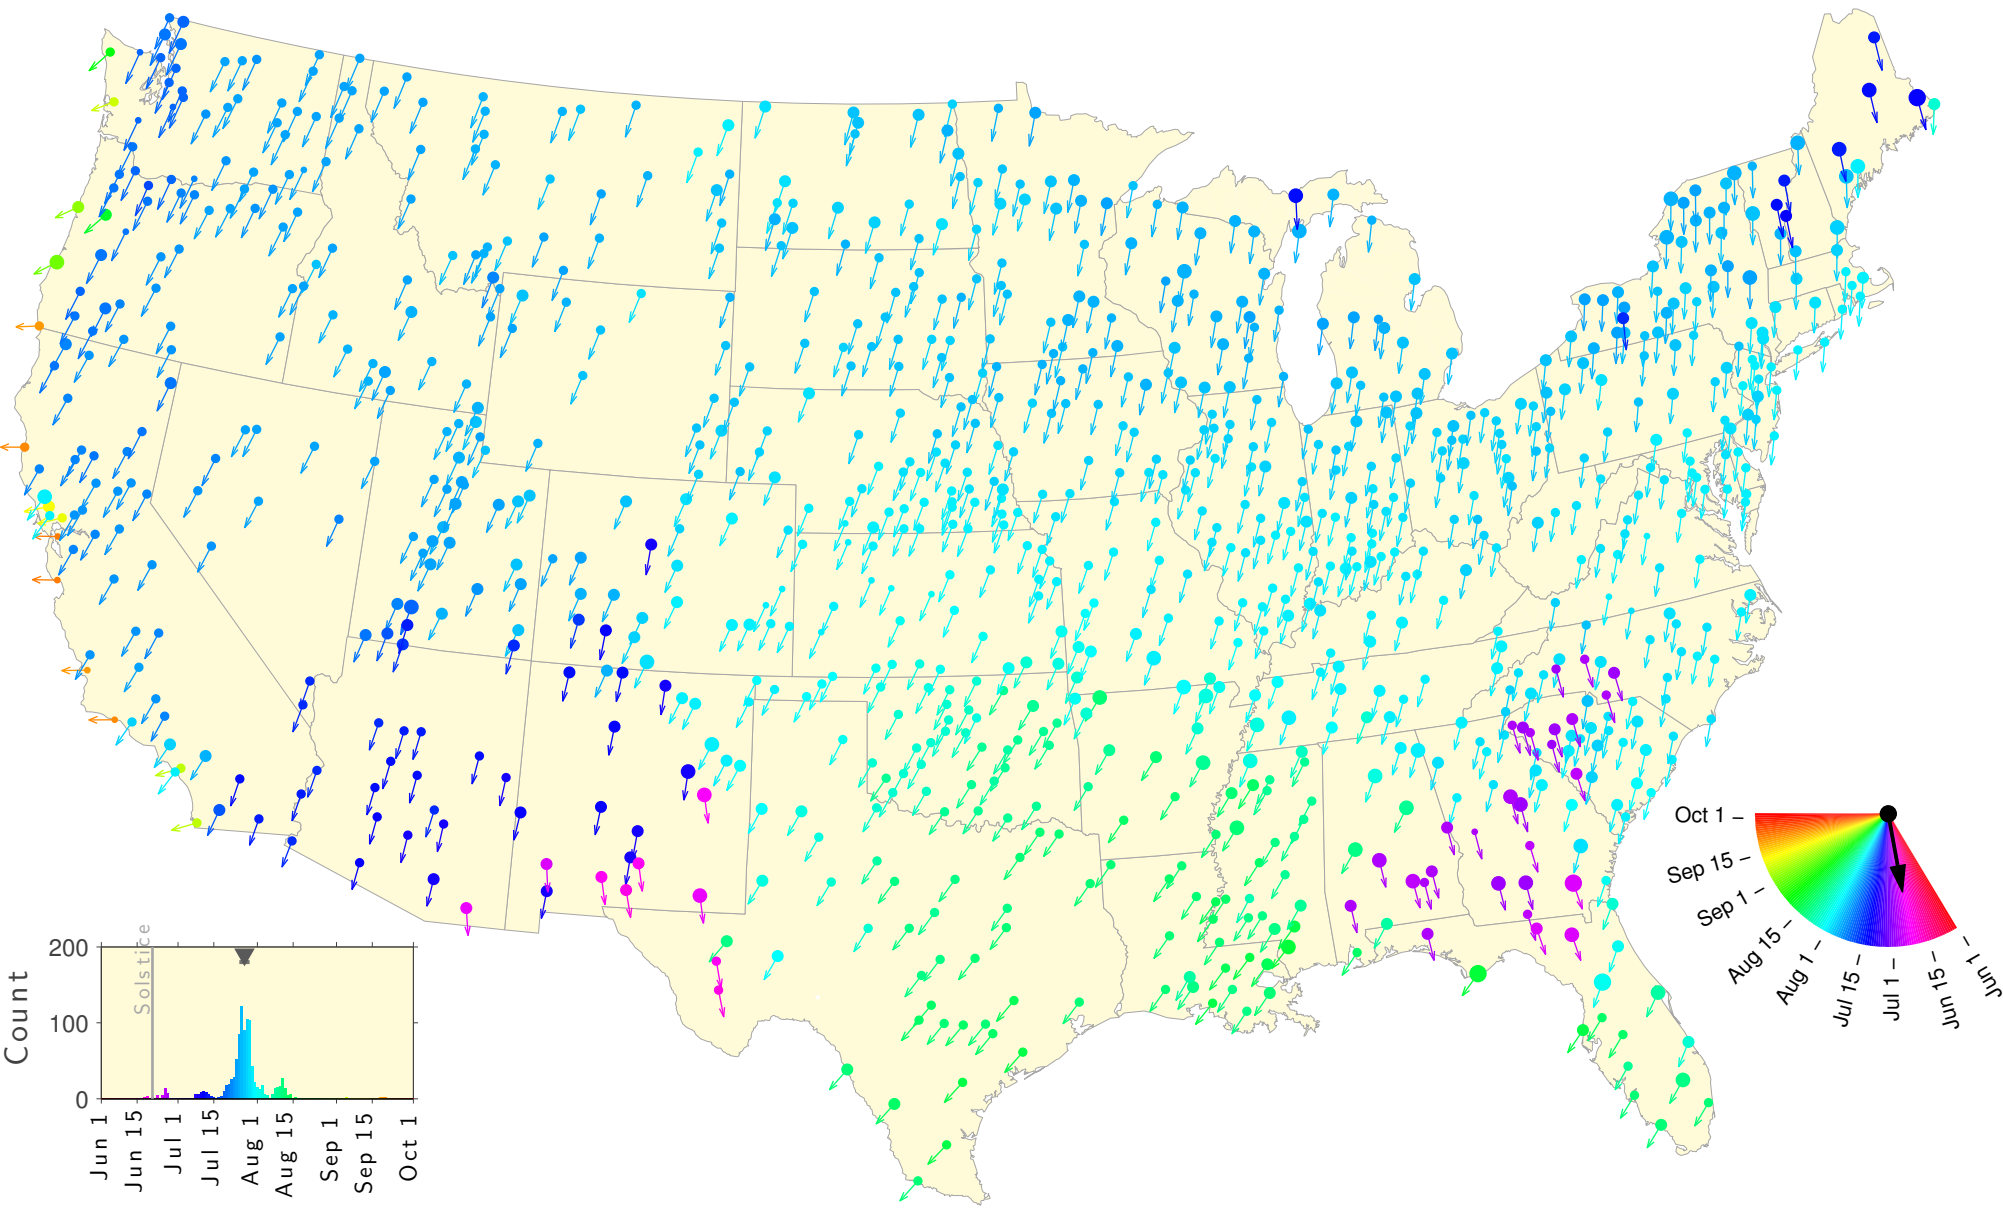 Oct 1 –
Sep 15 –
Sep 1 –
Aug 15 –
Aug 1 –
Jul 15 –
Jul 1 –
Jun 15 –
Jun 1 –
Solstice
Count
200
100
0
Jun 1
Jun 15
Jul 1
Jul 15
Aug 1
Aug 15
Sep 1
Sep 15
Oct 1